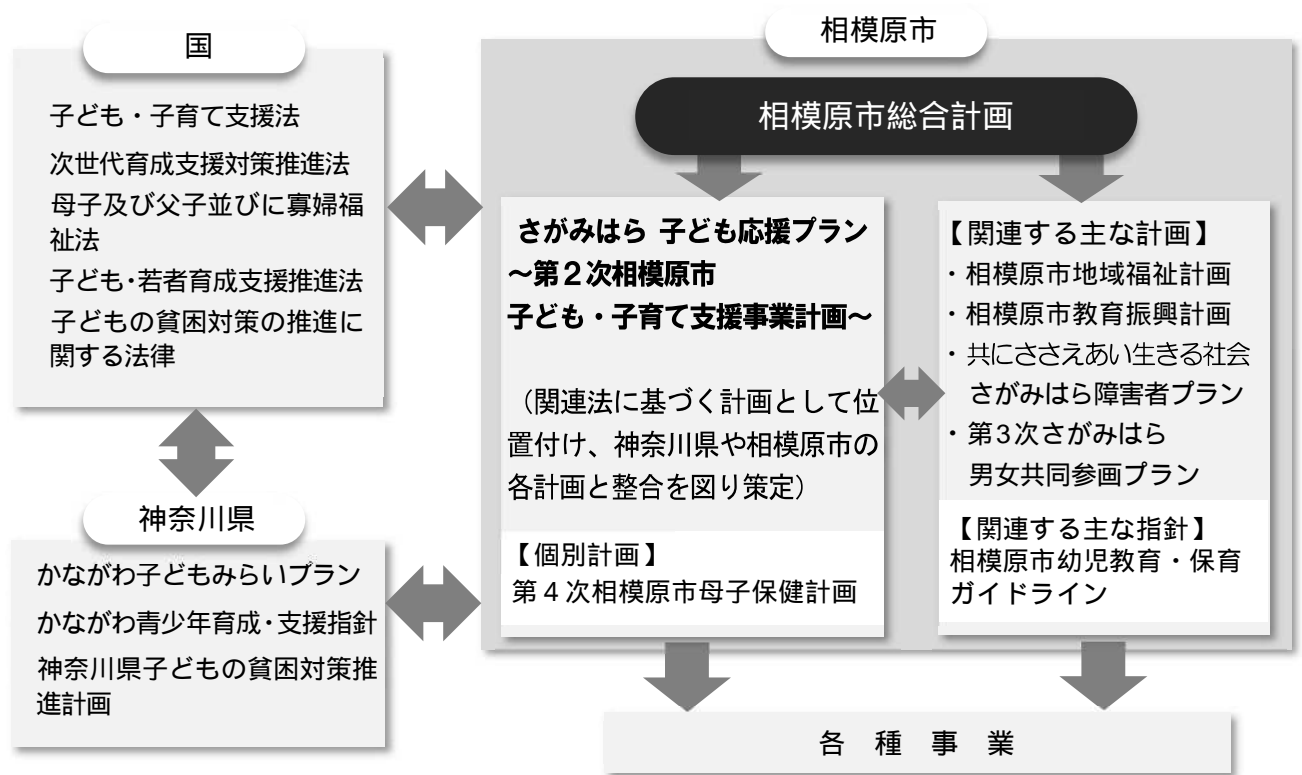 国
子ども・子育て支援法
次世代育成支援対策推進法
母子及び父子並びに寡婦福
祉法
子ども・若者育成支援推進法
子どもの貧困対策の推進に
関する法律
神奈川県
かながわ子どもみらいプラン
かながわ青少年育成・支援指針
神奈川県子どもの貧困対策推
進計画
相模原市
相模原市総合計画
さがみはら 子ども応援プラン
～第２次相模原市
子ども・子育て支援事業計画～
（関連法に基づく計画として位
置付け、神奈川県や相模原市の
各計画と整合を図り策定）
【個別計画】
第４次相模原市母子保健計画
【関連する主な計画】
・相模原市地域福祉計画
・相模原市教育振興計画
・共にささえあい生きる社会
さがみはら障害者プラン
・第3次さがみはら
男女共同参画プラン
【関連する主な指針】
相模原市幼児教育・保育
ガイドライン
各　種　事　業